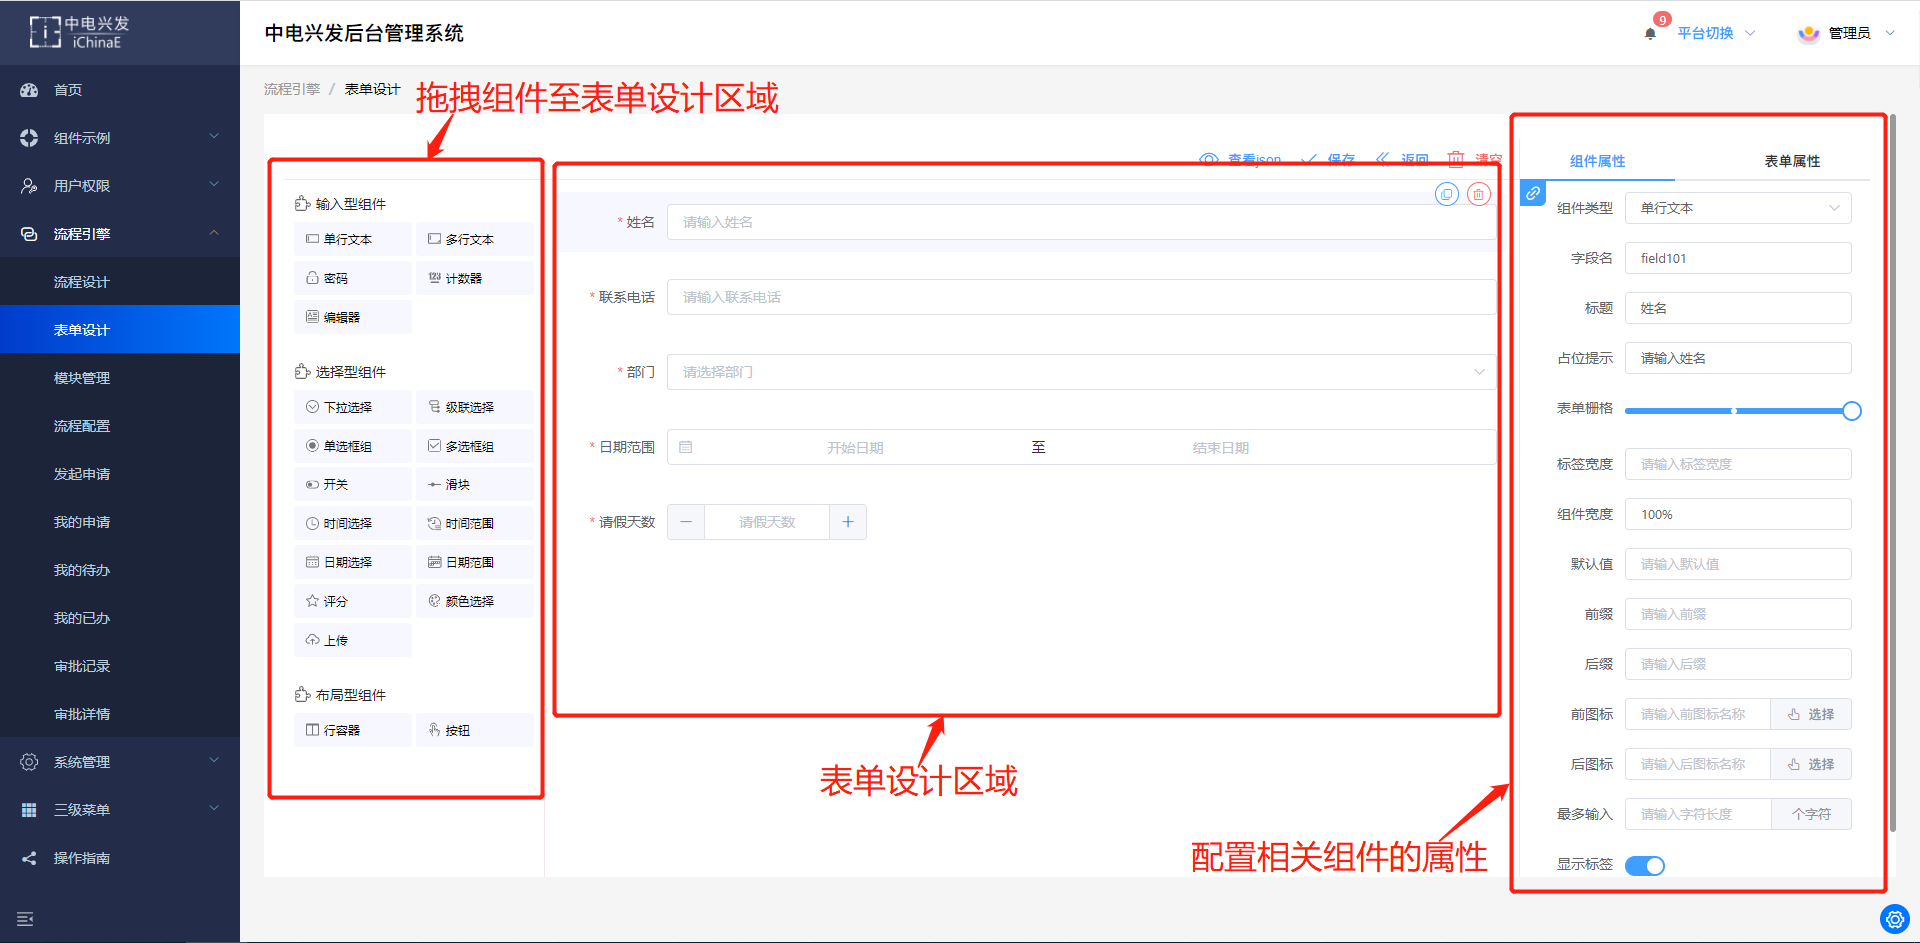 中电兴发
iChinaE
中电兴发后台管理系统
9
平台切换
管理员
首页
组件示例
用户权限
流程引擎
流程设计
表单设计
模块管理
流程配置
发起申请
我的申请
我的待办
我的已办
审批记录
审批详情
系统管理
三级菜单
操作指南
流程引擎 / 表单设计
拖拽组件至表单设计区域
输入型组件
单行文本 多行文本
密码 计数器
编辑器
选择型组件
下拉选择 级联选择
单选框组 多选框组
开关 滑块
时间选择 时间范围
日期选择 日期范围
评分 颜色选择
上传
布局型组件
行容器 按钮
查看json 保存 返回 清空
* 姓名 请输入姓名
* 联系电话 请输入联系电话
* 部门 请选择部门
* 日期范围 开始日期 至 结束日期
* 请假天数 请假天数
表单设计区域
配置相关组件的属性
组件属性 表单属性
组件类型 单行文本
字段名 field101
标题 姓名
占位提示 请输入姓名
表单栅格
标签宽度 请输入标签宽度
组件宽度 100%
默认值 请输入默认值
前缀 请输入前缀
后缀 请输入后缀
前图标 请输入前图标名称 选择
后图标 请输入后图标名称 选择
最多输入 请输入字符长度 个字符
显示标签